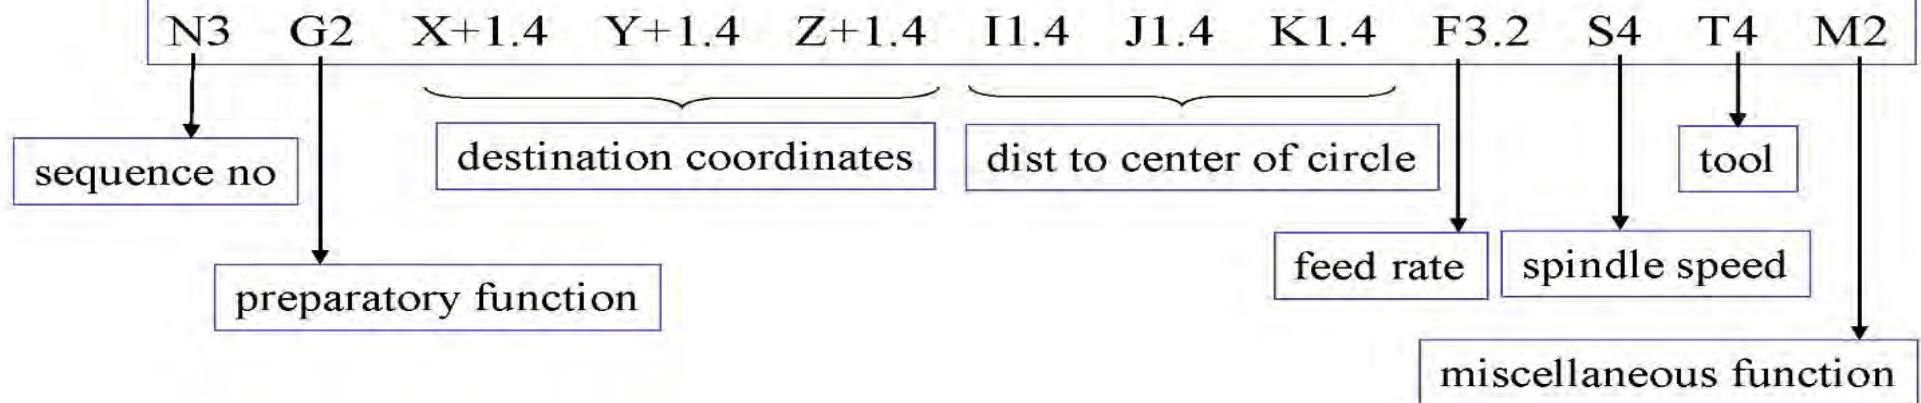 N3 G2 X+1.4 Y+1.4 Z+1.4 I1.4 J1.4 K1.4 F3.2 S4 T4 M2
sequence no
destination coordinates
dist to center of circle
tool
preparatory function
feed rate
spindle speed
miscellaneous function